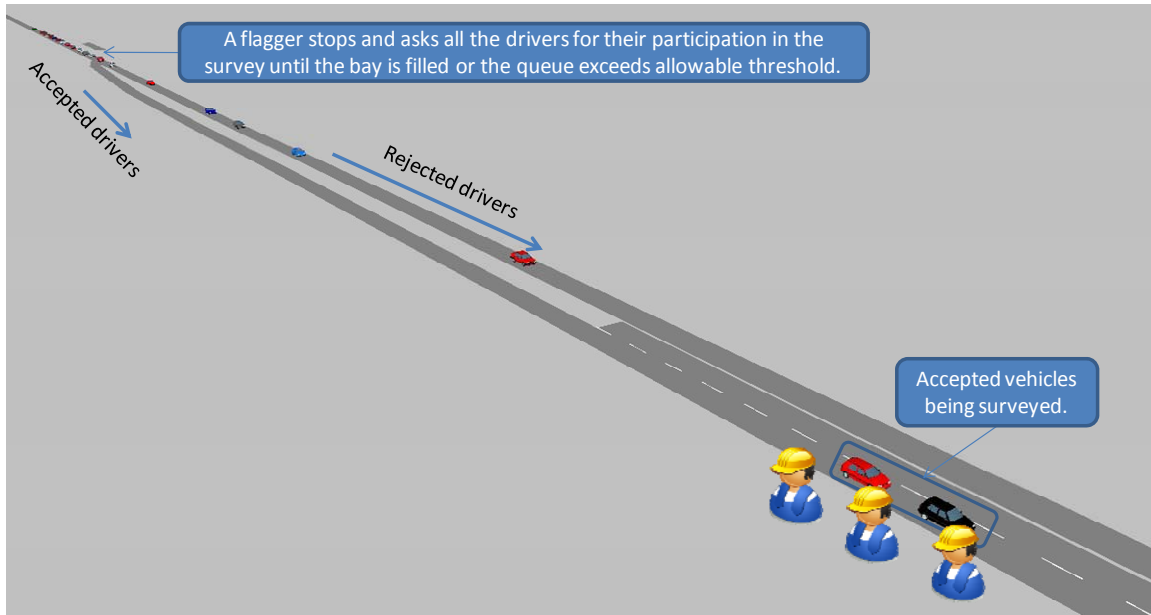 A flagger stops and asks all the drivers for their participation in the
survey until the bay is filled or the queue exceeds allowable threshold.
Accepted drivers
Rejected drivers
Accepted vehicles
being surveyed.